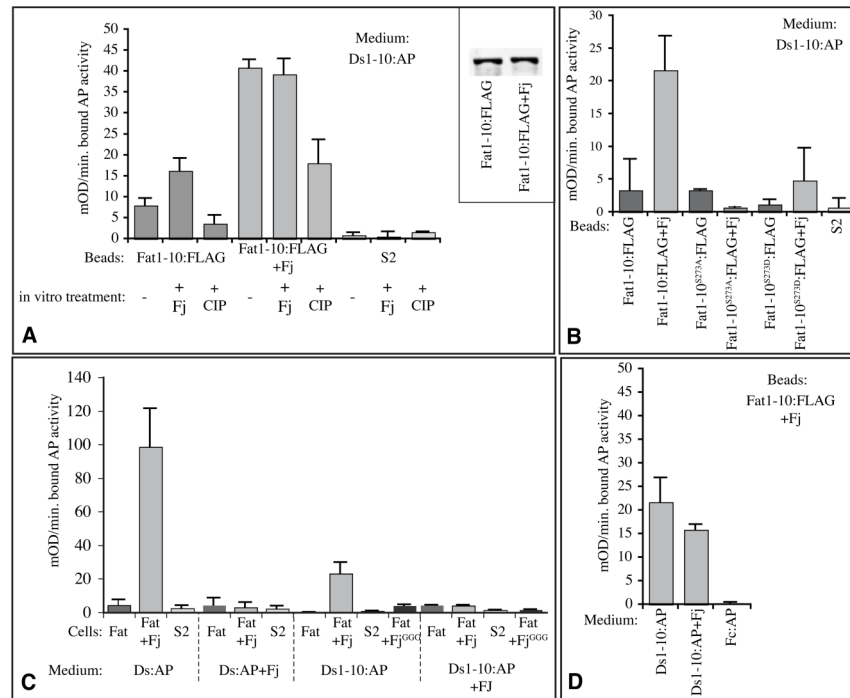 50
45
40
35
30
25
20
15
10
5
0
mOD/min. bound AP activity
Medium:
Ds1-10:AP
Beads:
Fat1-10:FLAG
Fat1-10:FLAG
+Fj
S2
in vitro treatment:
-
+
Fj
+
CIP
-
+
Fj
+
CIP
-
+
Fj
+
CIP
A
Fat1-10:FLAG
Fat1-10:FLAG+Fj
30
25
20
15
10
5
0
mOD/min. bound AP activity
Medium:
Ds1-10:AP
Beads:
Fat1-10:FLAG
Fat1-10:FLAG+Fj
Fat1-10S273A:FLAG
Fat1-10S273A:FLAG+Fj
Fat1-10S273D:FLAG
Fat1-10S273D:FLAG+Fj
S2
B
140
120
100
80
60
40
20
0
mOD/min. bound AP activity
Cells:
Fat
Fat
+Fj
S2
Fat
Fat
+Fj
S2
Fat
Fat
+Fj
S2
Fat
+FjGGG
Fat
Fat
+Fj
S2
Fat
+FjGGG
Medium:
Ds:AP
Ds:AP+Fj
Ds1-10:AP
Ds1-10:AP
+FJ
C
50
45
40
35
30
25
20
15
10
5
0
mOD/min. bound AP activity
Beads:
Fat1-10:FLAG
+Fj
Medium:
Ds1-10:AP
Ds1-10:AP+Fj
Fc:AP
D